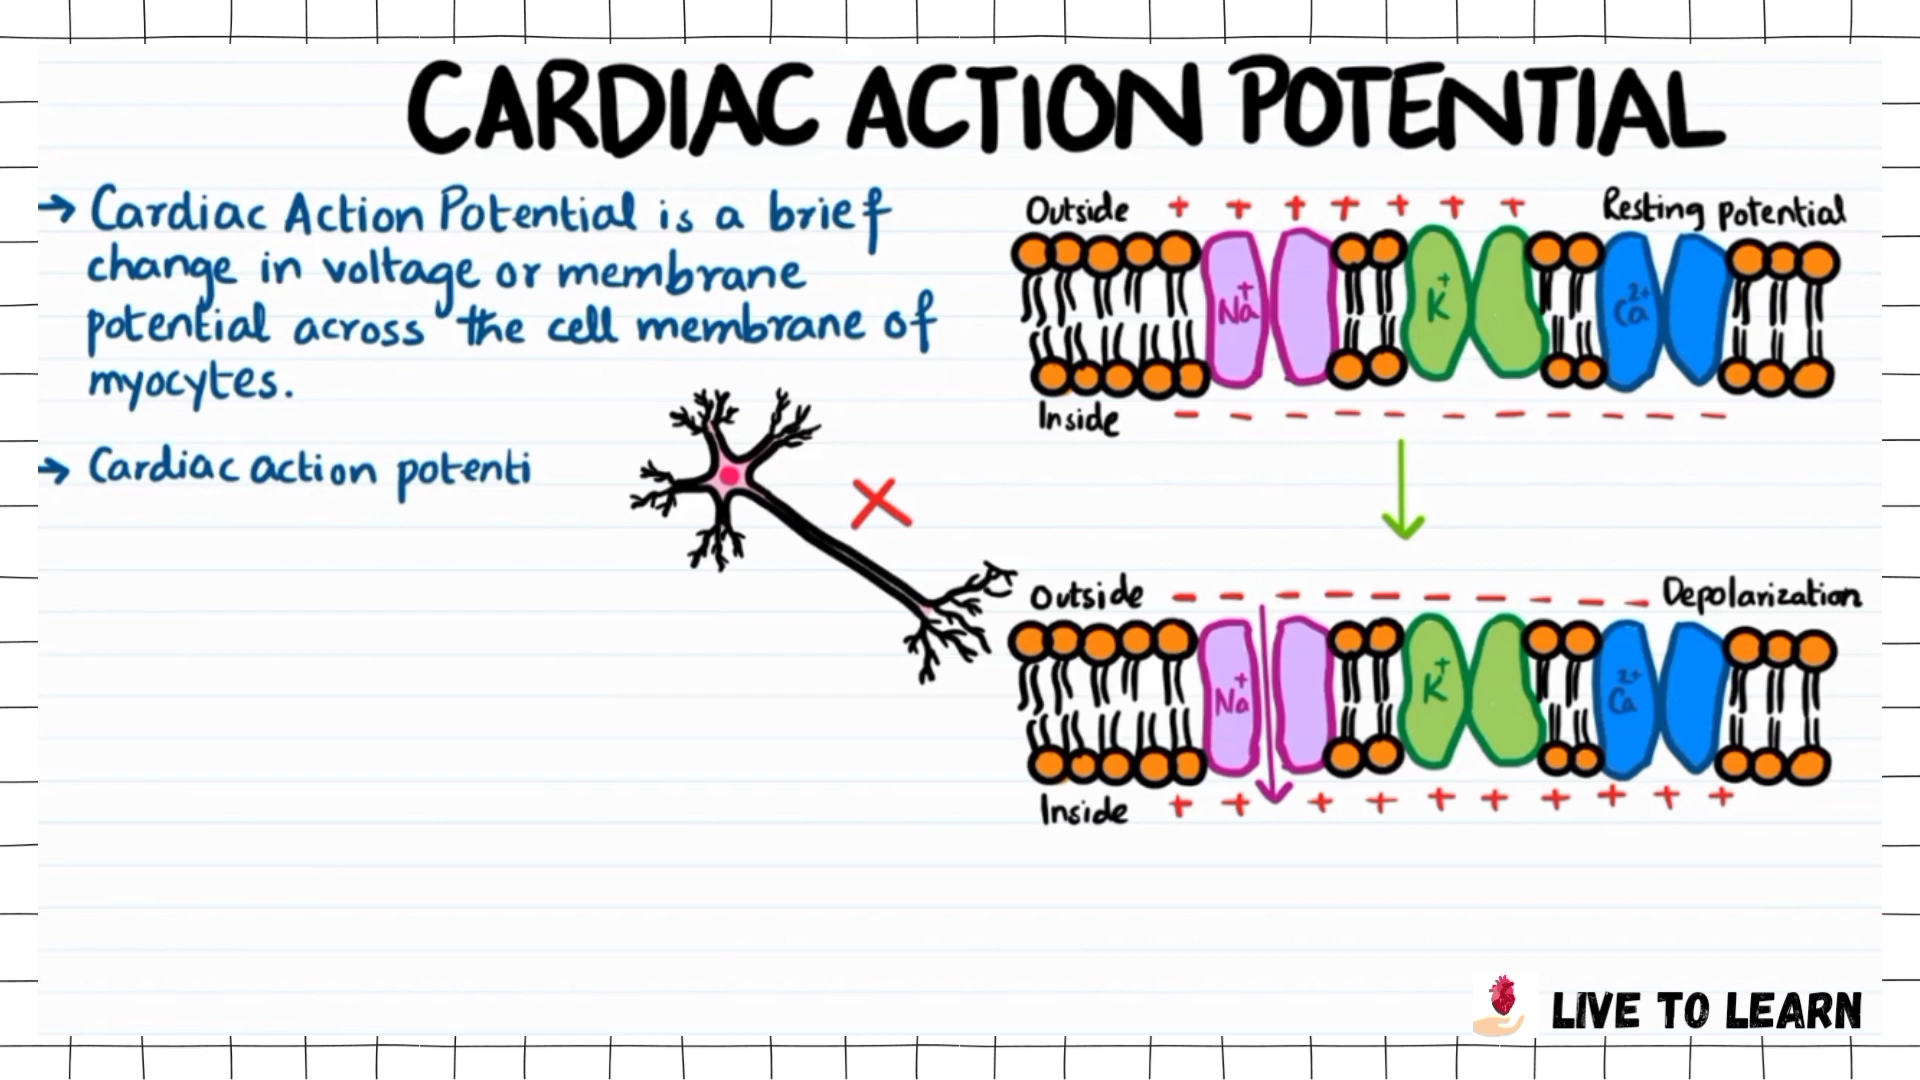 CARDIAC ACTION POTENTIAL
→ Cardiac Action Potential is a brief
change in voltage or membrane
potential across the cell membrane of
myocytes.
→ Cardiac action potenti
Outside + + + + + + + Resting potential
Na+ K+ Ca2+
Inside - - - - - - - - - - -
Outside - - - - - - - - - - Depolarization
Na+ K+ Ca2+
Inside + + + + + + + + + +
LIVE TO LEARN